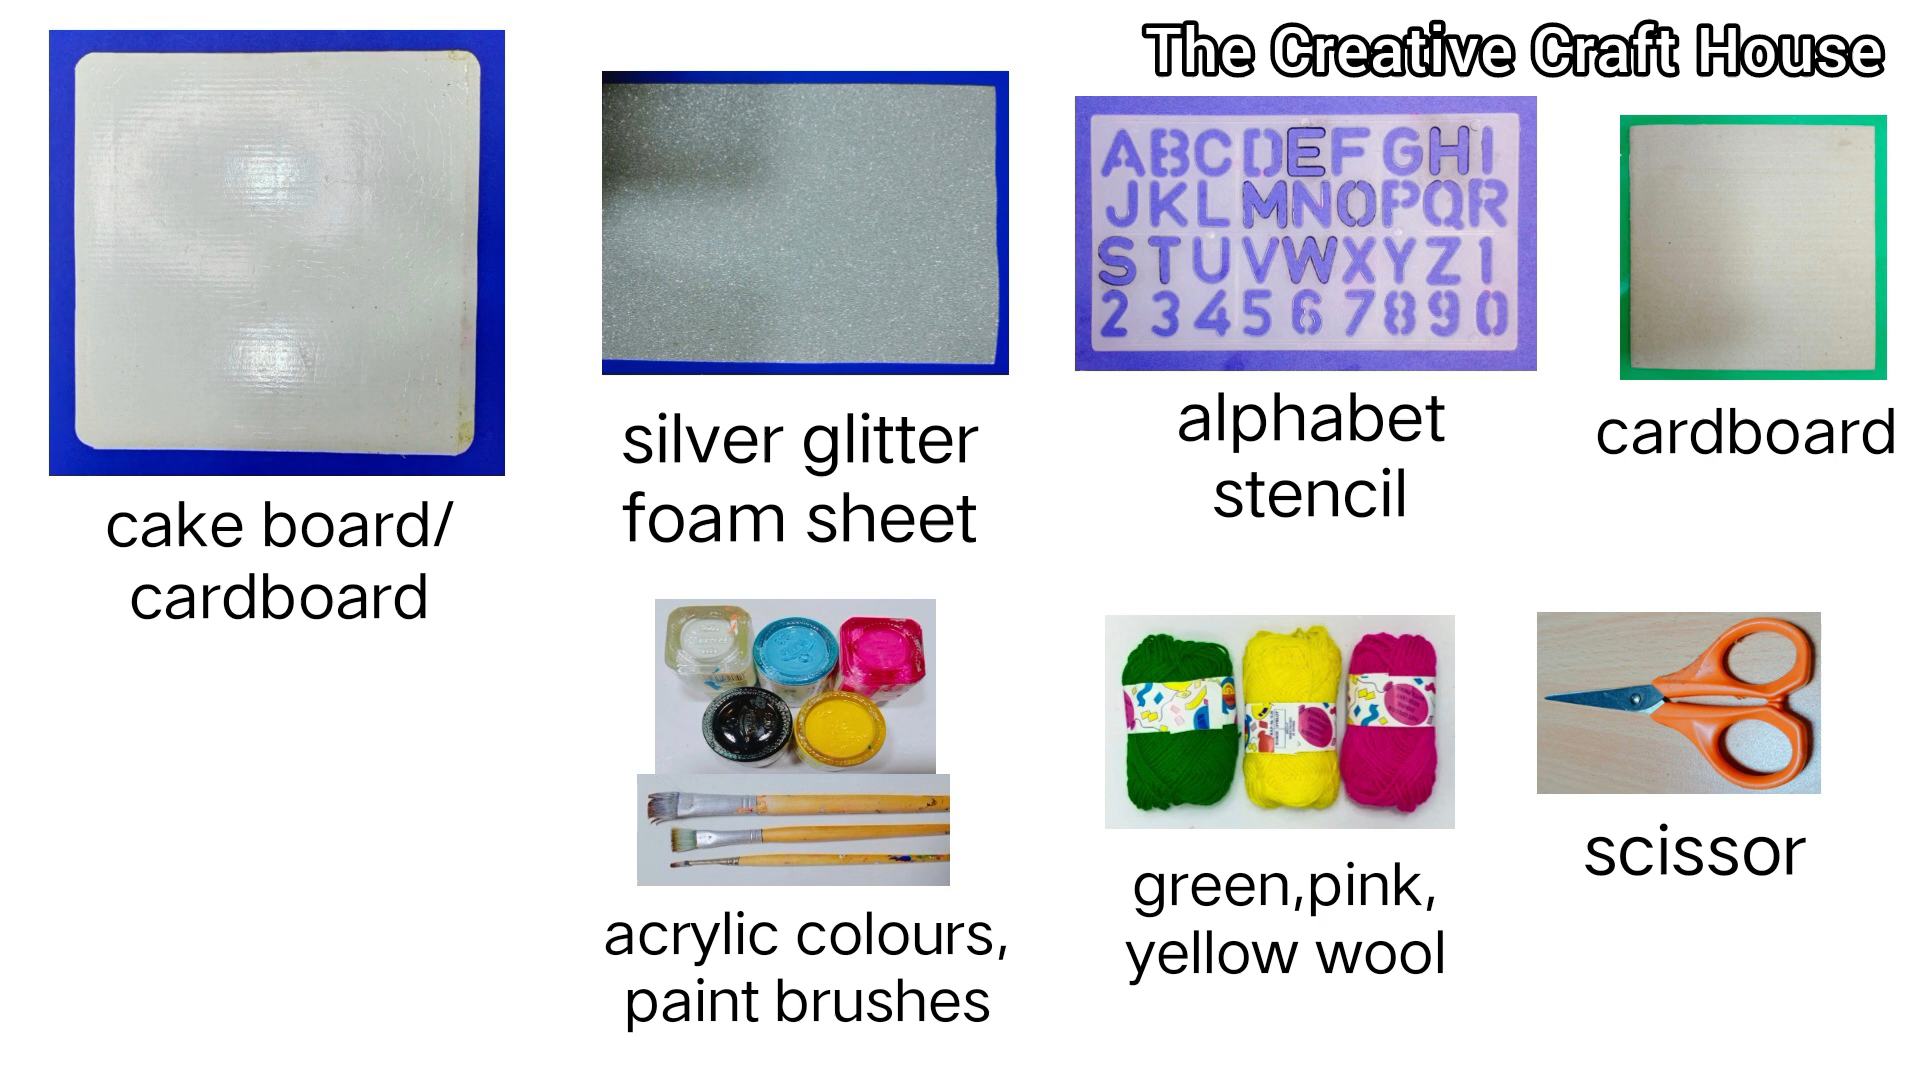 The Creative Craft House
ABCDEFGHI
JKLMNOPQR
STUVWXYZ1
234567890
cake board/
cardboard
silver glitter
foam sheet
alphabet
stencil
cardboard
acrylic colours,
paint brushes
green,pink,
yellow wool
scissor